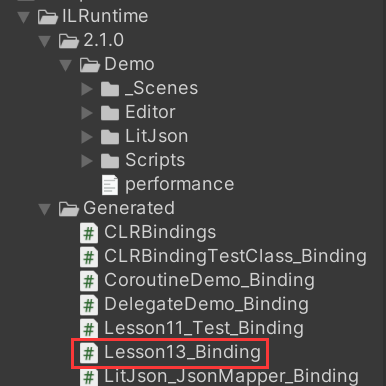 ILRuntime
2.1.0
Demo
_Scenes
Editor
LitJson
Scripts
performance
Generated
CLRBindings
CLRBindingTestClass_Binding
CoroutineDemo_Binding
DelegateDemo_Binding
Lesson11_Test_Binding
Lesson13_Binding
LitJson_JsonMapper_Binding